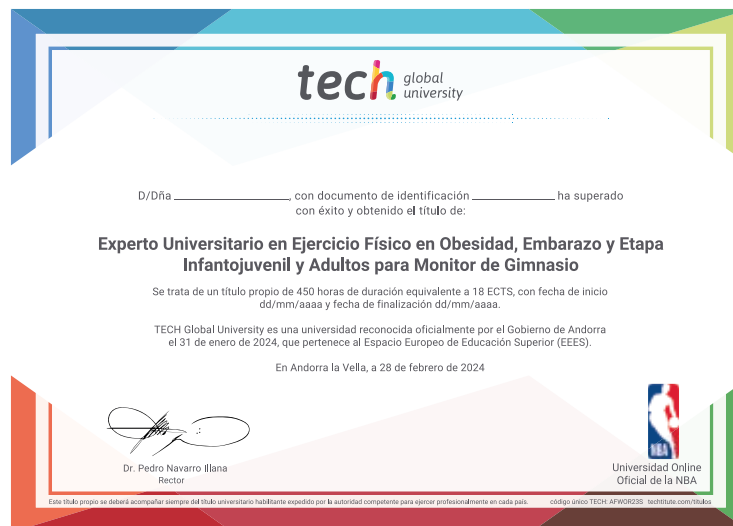 tech global
university
D/Dña ____________, con documento de identificación ____________ ha superado
con éxito y obtenido el título de:
Experto Universitario en Ejercicio Físico en Obesidad, Embarazo y Etapa
Infantojuvenil y Adultos para Monitor de Gimnasio
Se trata de un título propio de 450 horas de duración equivalente a 18 ECTS, con fecha de inicio
dd/mm/aaaa y fecha de finalización dd/mm/aaaa.
TECH Global University es una universidad reconocida oficialmente por el Gobierno de Andorra
el 31 de enero de 2024, que pertenece al Espacio Europeo de Educación Superior (EEES).
En Andorra la Vella, a 28 de febrero de 2024
NBA
Dr. Pedro Navarro Illana
Rector
Universidad Online
Oficial de la NBA
Este título propio se deberá acompañar siempre del título universitario habilitante expedido por la autoridad competente para ejercer profesionalmente en cada país. código único TECH: AFWOR23S techtitute.com/titulos